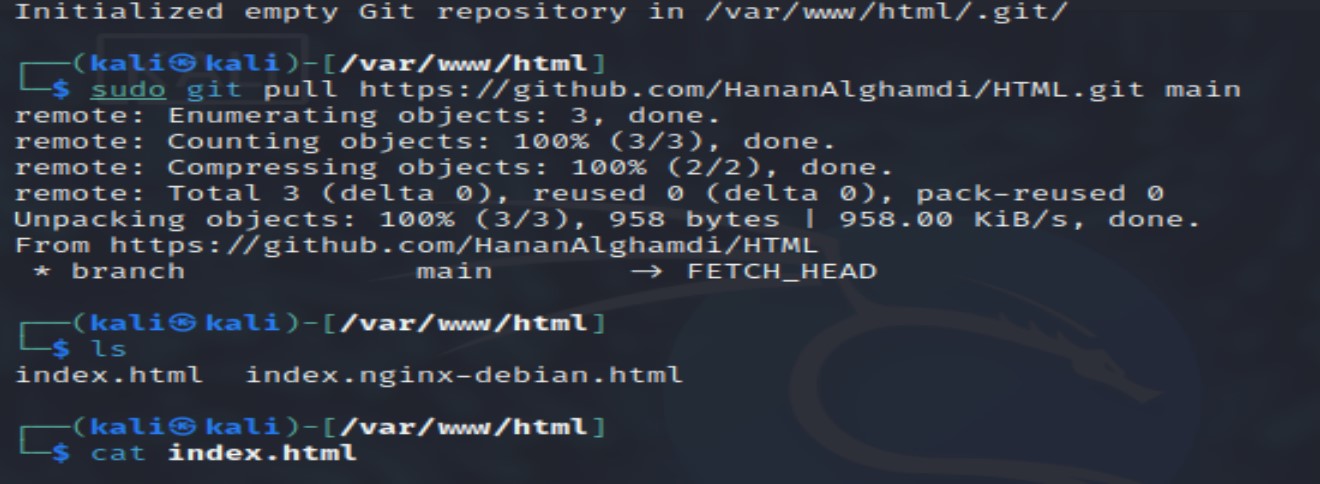 Initialized empty Git repository in /var/www/html/.git/
┌──(kali㉿kali)-[/var/www/html]
└─$ sudo git pull https://github.com/HananAlghamdi/HTML.git main
remote: Enumerating objects: 3, done.
remote: Counting objects: 100% (3/3), done.
remote: Compressing objects: 100% (2/2), done.
remote: Total 3 (delta 0), reused 0 (delta 0), pack-reused 0
Unpacking objects: 100% (3/3), 958 bytes | 958.00 KiB/s, done.
From https://github.com/HananAlghamdi/HTML
 * branch            main       → FETCH_HEAD
┌──(kali㉿kali)-[/var/www/html]
└─$ ls
index.html  index.nginx-debian.html
┌──(kali㉿kali)-[/var/www/html]
└─$ cat index.html